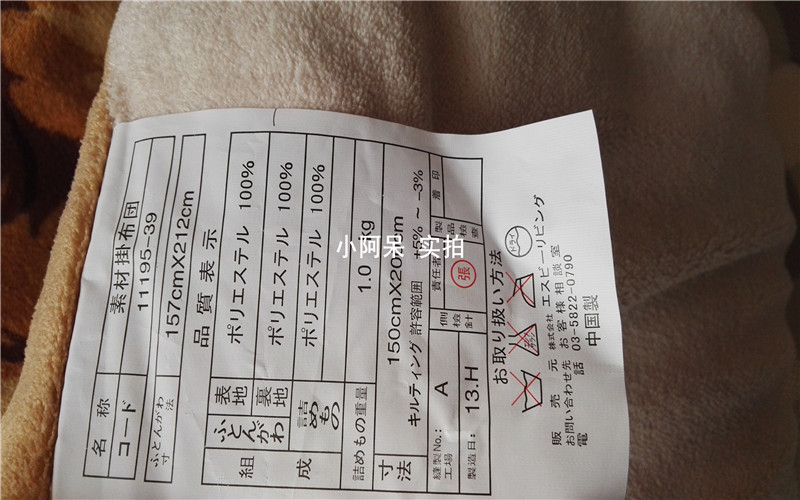 名称 素材掛布団
コード 11195-39
ふとんがわ寸法 157cmX212cm
品質表示
組成 ふとんがわ 表地 ポリエステル 100%
裏地 ポリエステル 100%
詰めもの ポリエステル 100%
詰めもの重量 1.0 kg
寸法 150cmX20 cm
キルティング 許容範囲 +5% ~ -3%
縫製工場No.: A 側 責任者 製品検査 着印
製造日: 13.H 検針 張
お取り扱い方法
ドライ
販売元 株式会社 エスピーリビング
お問い合わせ先 お客様相談室
電話 03-5822-0790
中国製
小阿呆 实拍